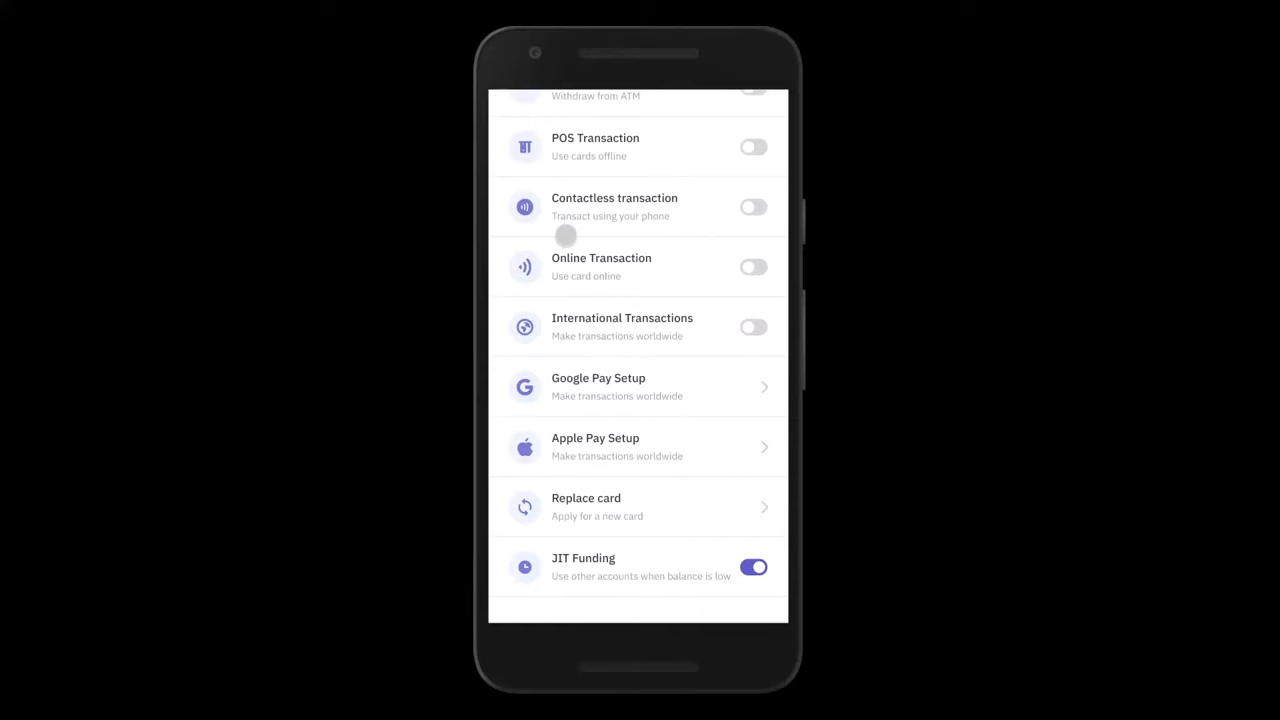 Withdraw from ATM
POS Transaction
Use cards offline
Contactless transaction
Transact using your phone
Online Transaction
Use card online
International Transactions
Make transactions worldwide
Google Pay Setup
Make transactions worldwide
Apple Pay Setup
Make transactions worldwide
Replace card
Apply for a new card
JIT Funding
Use other accounts when balance is low